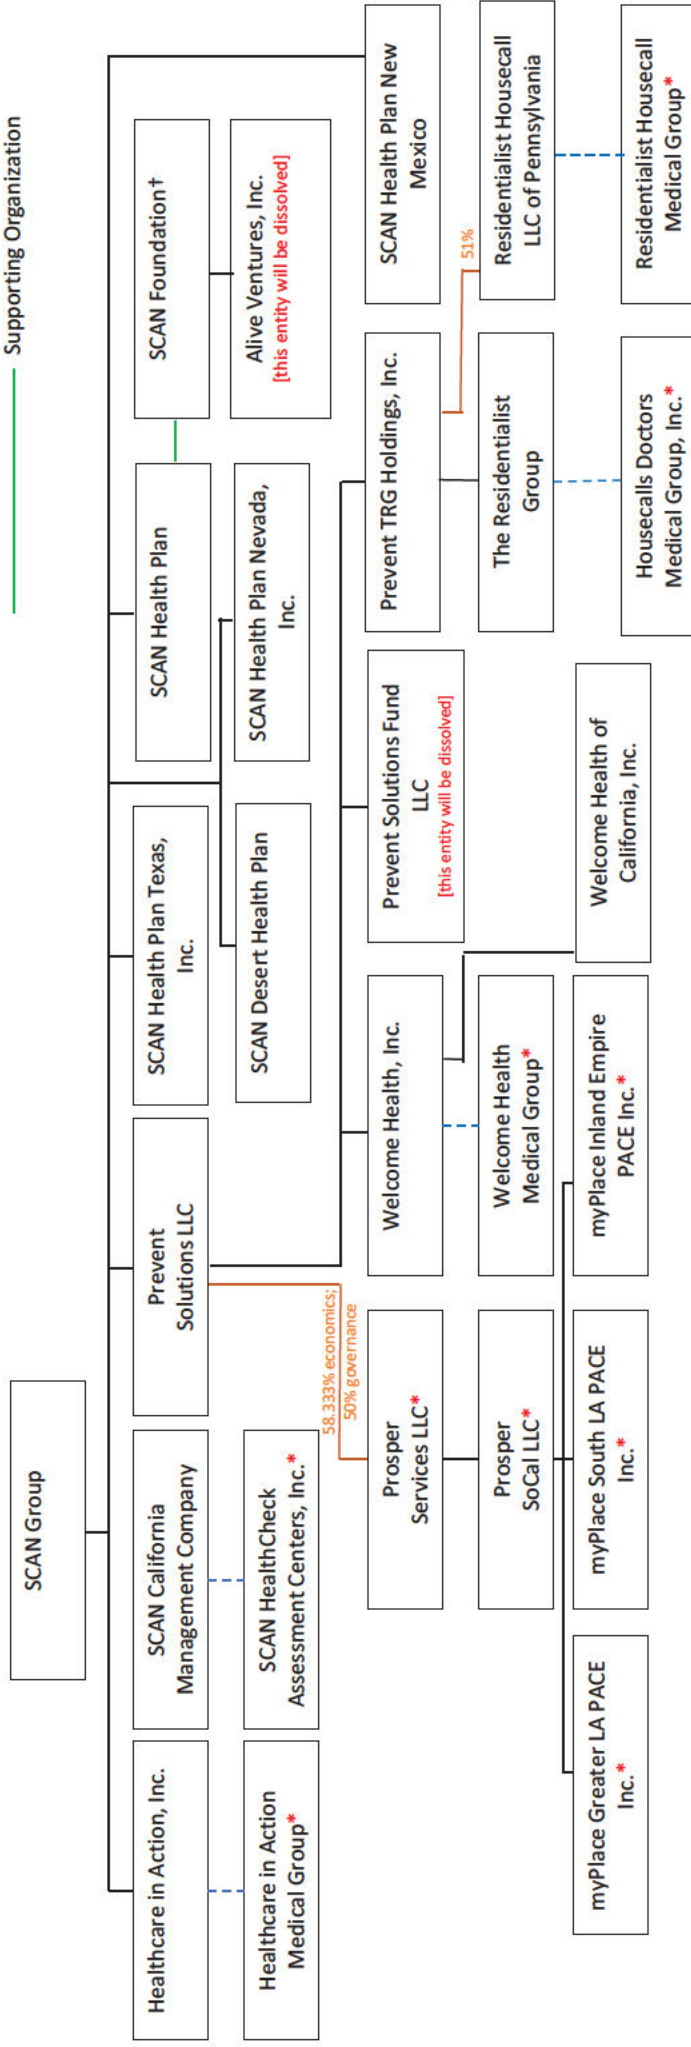 Supporting Organization
SCAN Group
Healthcare in Action, Inc.
SCAN California
Management Company
Prevent
Solutions LLC
SCAN Health Plan Texas,
Inc.
SCAN Health Plan
SCAN Foundation†
Healthcare in Action
Medical Group*
SCAN HealthCheck
Assessment Centers, Inc.*
SCAN Desert Health Plan
SCAN Health Plan Nevada,
Inc.
Alive Ventures, Inc.
[this entity will be dissolved]
58.333% economics;
50% governance
Prosper
Services LLC*
Welcome Health, Inc.
Prevent Solutions Fund
LLC
[this entity will be dissolved]
Prevent TRG Holdings, Inc.
SCAN Health Plan New
Mexico
51%
Prosper
SoCal LLC*
Welcome Health
Medical Group*
The Residentialist
Group
Residentialist Housecall
LLC of Pennsylvania
myPlace Greater LA PACE
Inc.*
myPlace South LA PACE
Inc.*
myPlace Inland Empire
PACE Inc.*
Welcome Health of
California, Inc.
Housecalls Doctors
Medical Group, Inc.*
Residentialist Housecall
Medical Group*